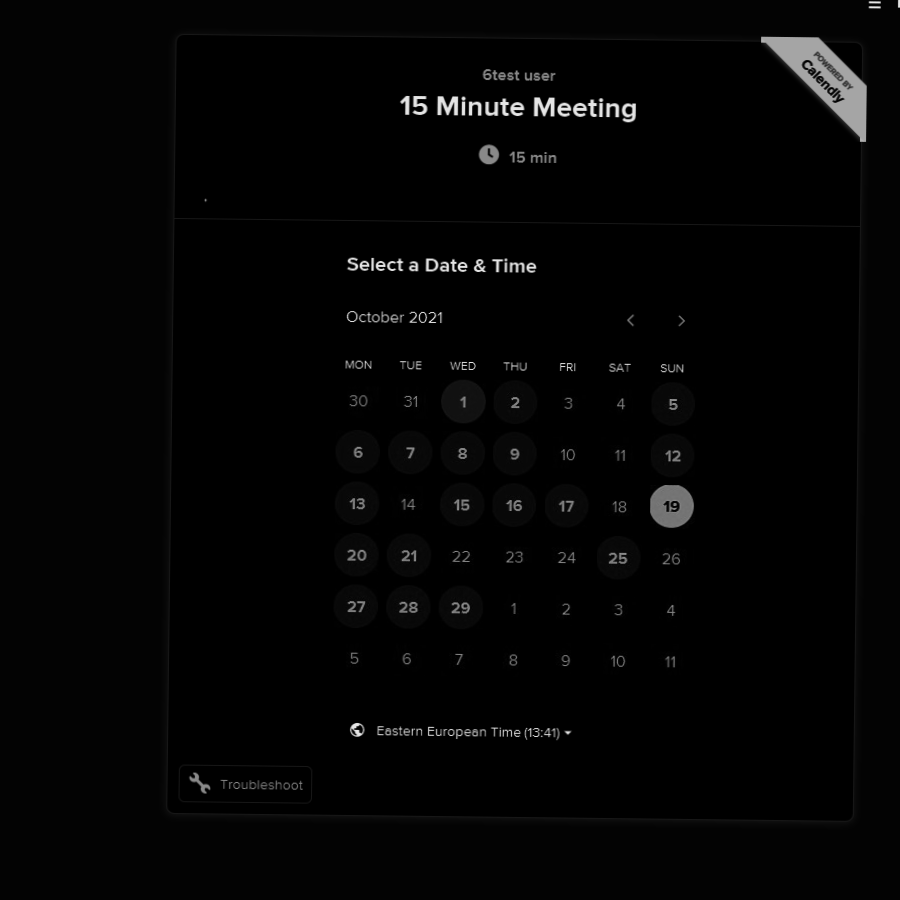 POWERED BY
Calendly
6test user
15 Minute Meeting
15 min
Select a Date & Time
October 2021
MON TUE WED THU FRI SAT SUN
30 31 1 2 3 4 5
6 7 8 9 10 11 12
13 14 15 16 17 18 19
20 21 22 23 24 25 26
27 28 29 1 2 3 4
5 6 7 8 9 10 11
Eastern European Time (13:41)
Troubleshoot